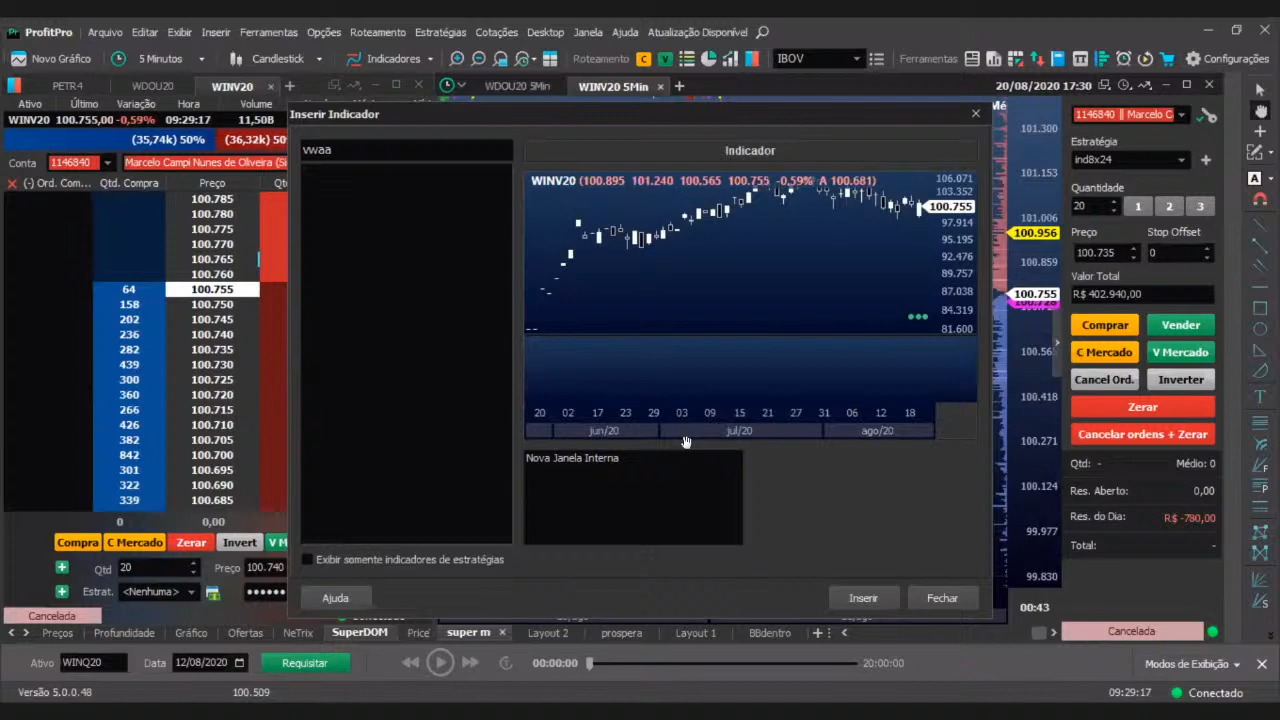 ProfitPro Arquivo Editar Exibir Inserir Ferramentas Opções Roteamento Estratégias Cotações Desktop Janela Ajuda Atualização Disponível
Novo Gráfico 5 Minutos Candlestick Indicadores Roteamento C V IBOV Ferramentas Configurações
PETR4 WDOU20 WINV20 WDOU20 5Min WINV20 5Min 20/08/2020 17:30
Ativo Último Variação Hora Volume
WINV20 100.755,00 -0,59% 09:29:17 11,50B
(35,74k) 50% (36,32k) 50%
Conta 1146840 Marcelo Campi Nunes de Oliveira (Si
(-) Ord. Com... Qtd. Compra Preço
100.785
100.780
100.775
100.770
100.765
100.760
64 100.755
158 100.750
202 100.745
236 100.740
282 100.735
439 100.730
300 100.725
360 100.720
266 100.715
426 100.710
382 100.705
842 100.700
301 100.695
322 100.690
339 100.685
0 0,00
Compra C Mercado Zerar Invert V M
Qtd 20 Preço 100.740
Estrat. <Nenhuma>
Cancelada
Inserir Indicador
vwaa
Indicador
WINV20 (100.895 101.240 100.565 100.755 -0,59% A 100.681)
106.071
103.352
100.755
97.914
95.195
92.476
89.757
87.038
84.319
81.600
20 02 17 23 29 03 09 15 21 27 31 06 12 18
jun/20 jul/20 ago/20
Nova Janela Interna
Exibir somente indicadores de estratégias
Ajuda Inserir Fechar
101.300
101.153
101.006
100.956
100.859
100.755
100.418
100.271
100.124
99.977
99.830
00:43
1146840 || Marcelo C
Estratégia
ind8x24
Quantidade
20 1 2 3
Preço Stop Offset
100.735 0
Valor Total
R$ 402.940,00
Comprar Vender
C Mercado V Mercado
Cancel Ord. Inverter
Zerar
Cancelar ordens + Zerar
Qtd: - Médio: 0
Res. Aberto: 0,00
Res. do Dia: R$ -780,00
Total: -
Cancelada
Preços Profundidade Gráfico Ofertas NeTrix SuperDOM Price super m Layout 2 prospera Layout 1 BBdentro
Ativo WINQ20 Data 12/08/2020 Requisitar 00:00:00 20:00:00 Modos de Exibição
Versão 5.0.0.48 100.509 09:29:17 Conectado